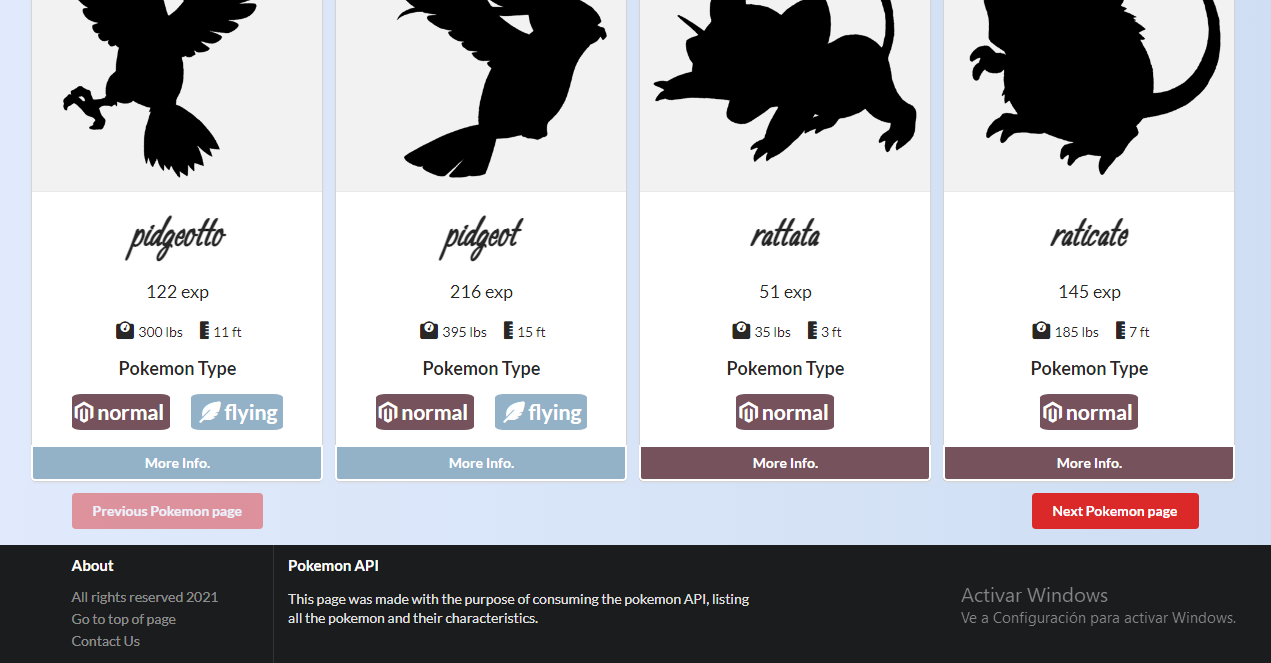 pidgeotto pidgeot rattata raticate
122 exp 216 exp 51 exp 145 exp
300 lbs 11 ft 395 lbs 15 ft 35 lbs 3 ft 185 lbs 7 ft
Pokemon Type Pokemon Type Pokemon Type Pokemon Type
normal flying normal flying normal normal
More Info. More Info. More Info. More Info.
Previous Pokemon page Next Pokemon page
About
All rights reserved 2021
Go to top of page
Contact Us
Pokemon API
This page was made with the purpose of consuming the pokemon API, listing
all the pokemon and their characteristics.
Activar Windows
Ve a Configuración para activar Windows.